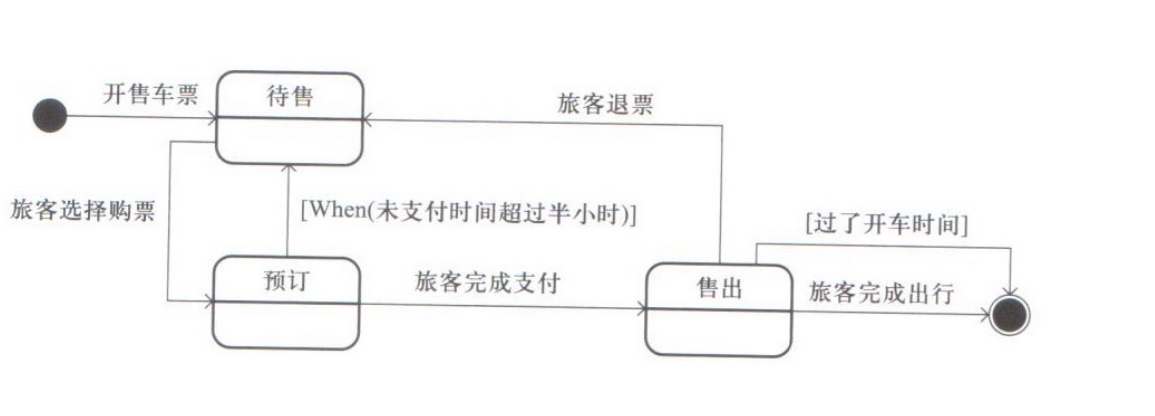 开售车票
待售
旅客退票
旅客选择购票
[When(未支付时间超过半小时)]
[过了开车时间]
预订
旅客完成支付
售出
旅客完成出行